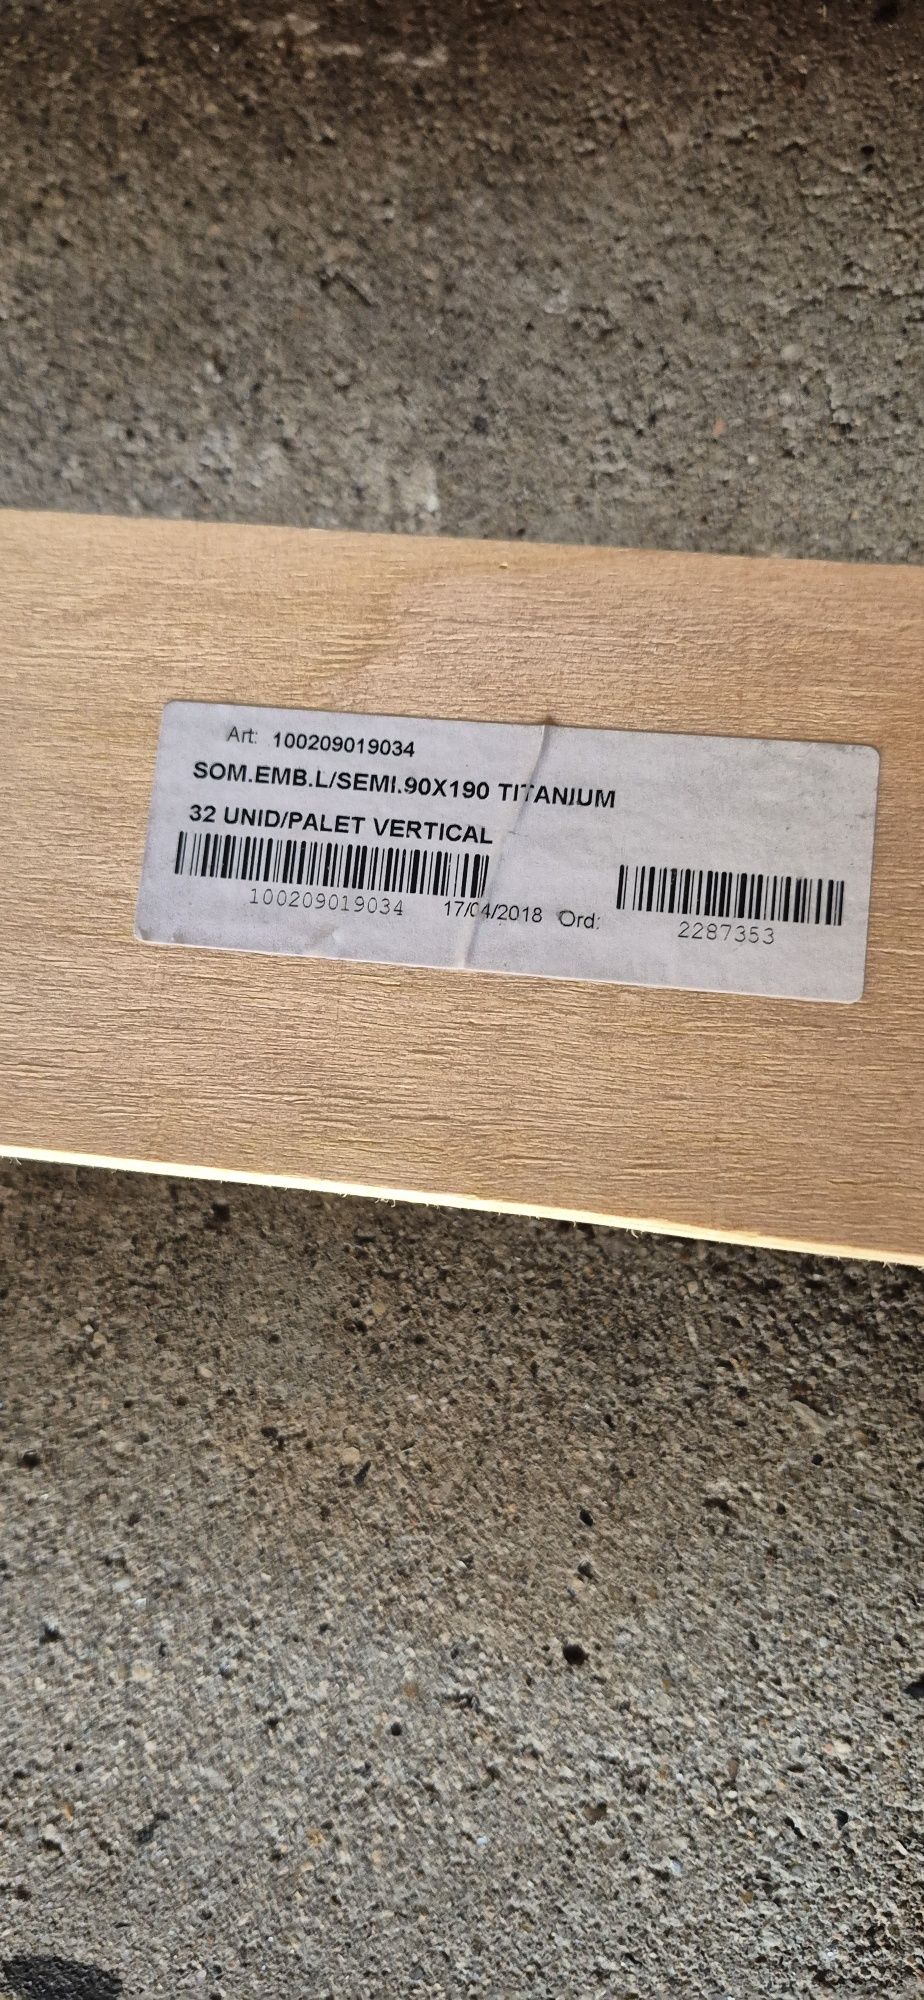 Art: 100209019034
SOM.EMB.L/SEMI.90X190 TITANIUM
32 UNID/PALET VERTICAL
100209019034 17/04/2018 Ord: 2287353